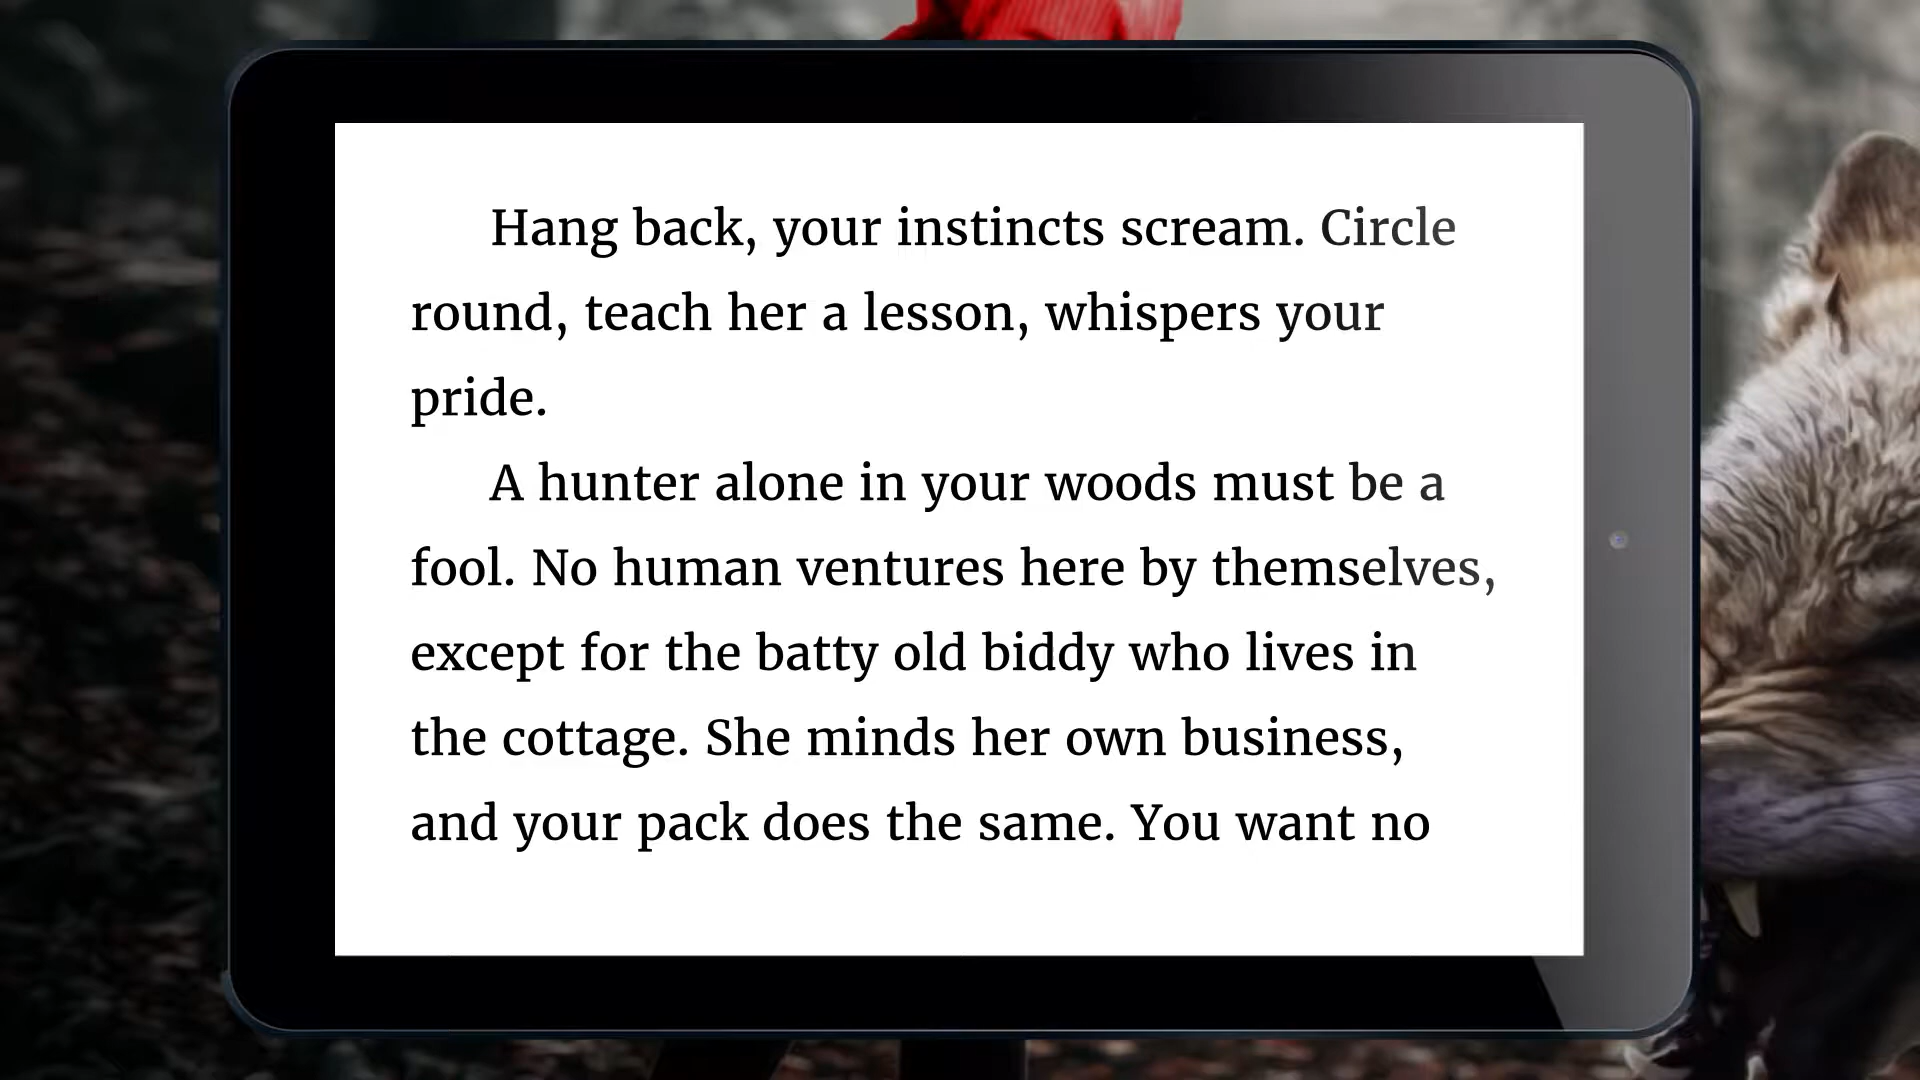 Hang back, your instincts scream. Circle
round, teach her a lesson, whispers your
pride.
A hunter alone in your woods must be a
fool. No human ventures here by themselves,
except for the batty old biddy who lives in
the cottage. She minds her own business,
and your pack does the same. You want no